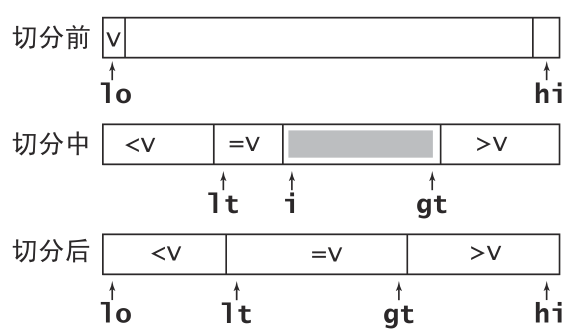 切分前 v
lo hi
切分中 <v =v >v
lt i gt
切分后 <v =v >v
lo lt gt hi